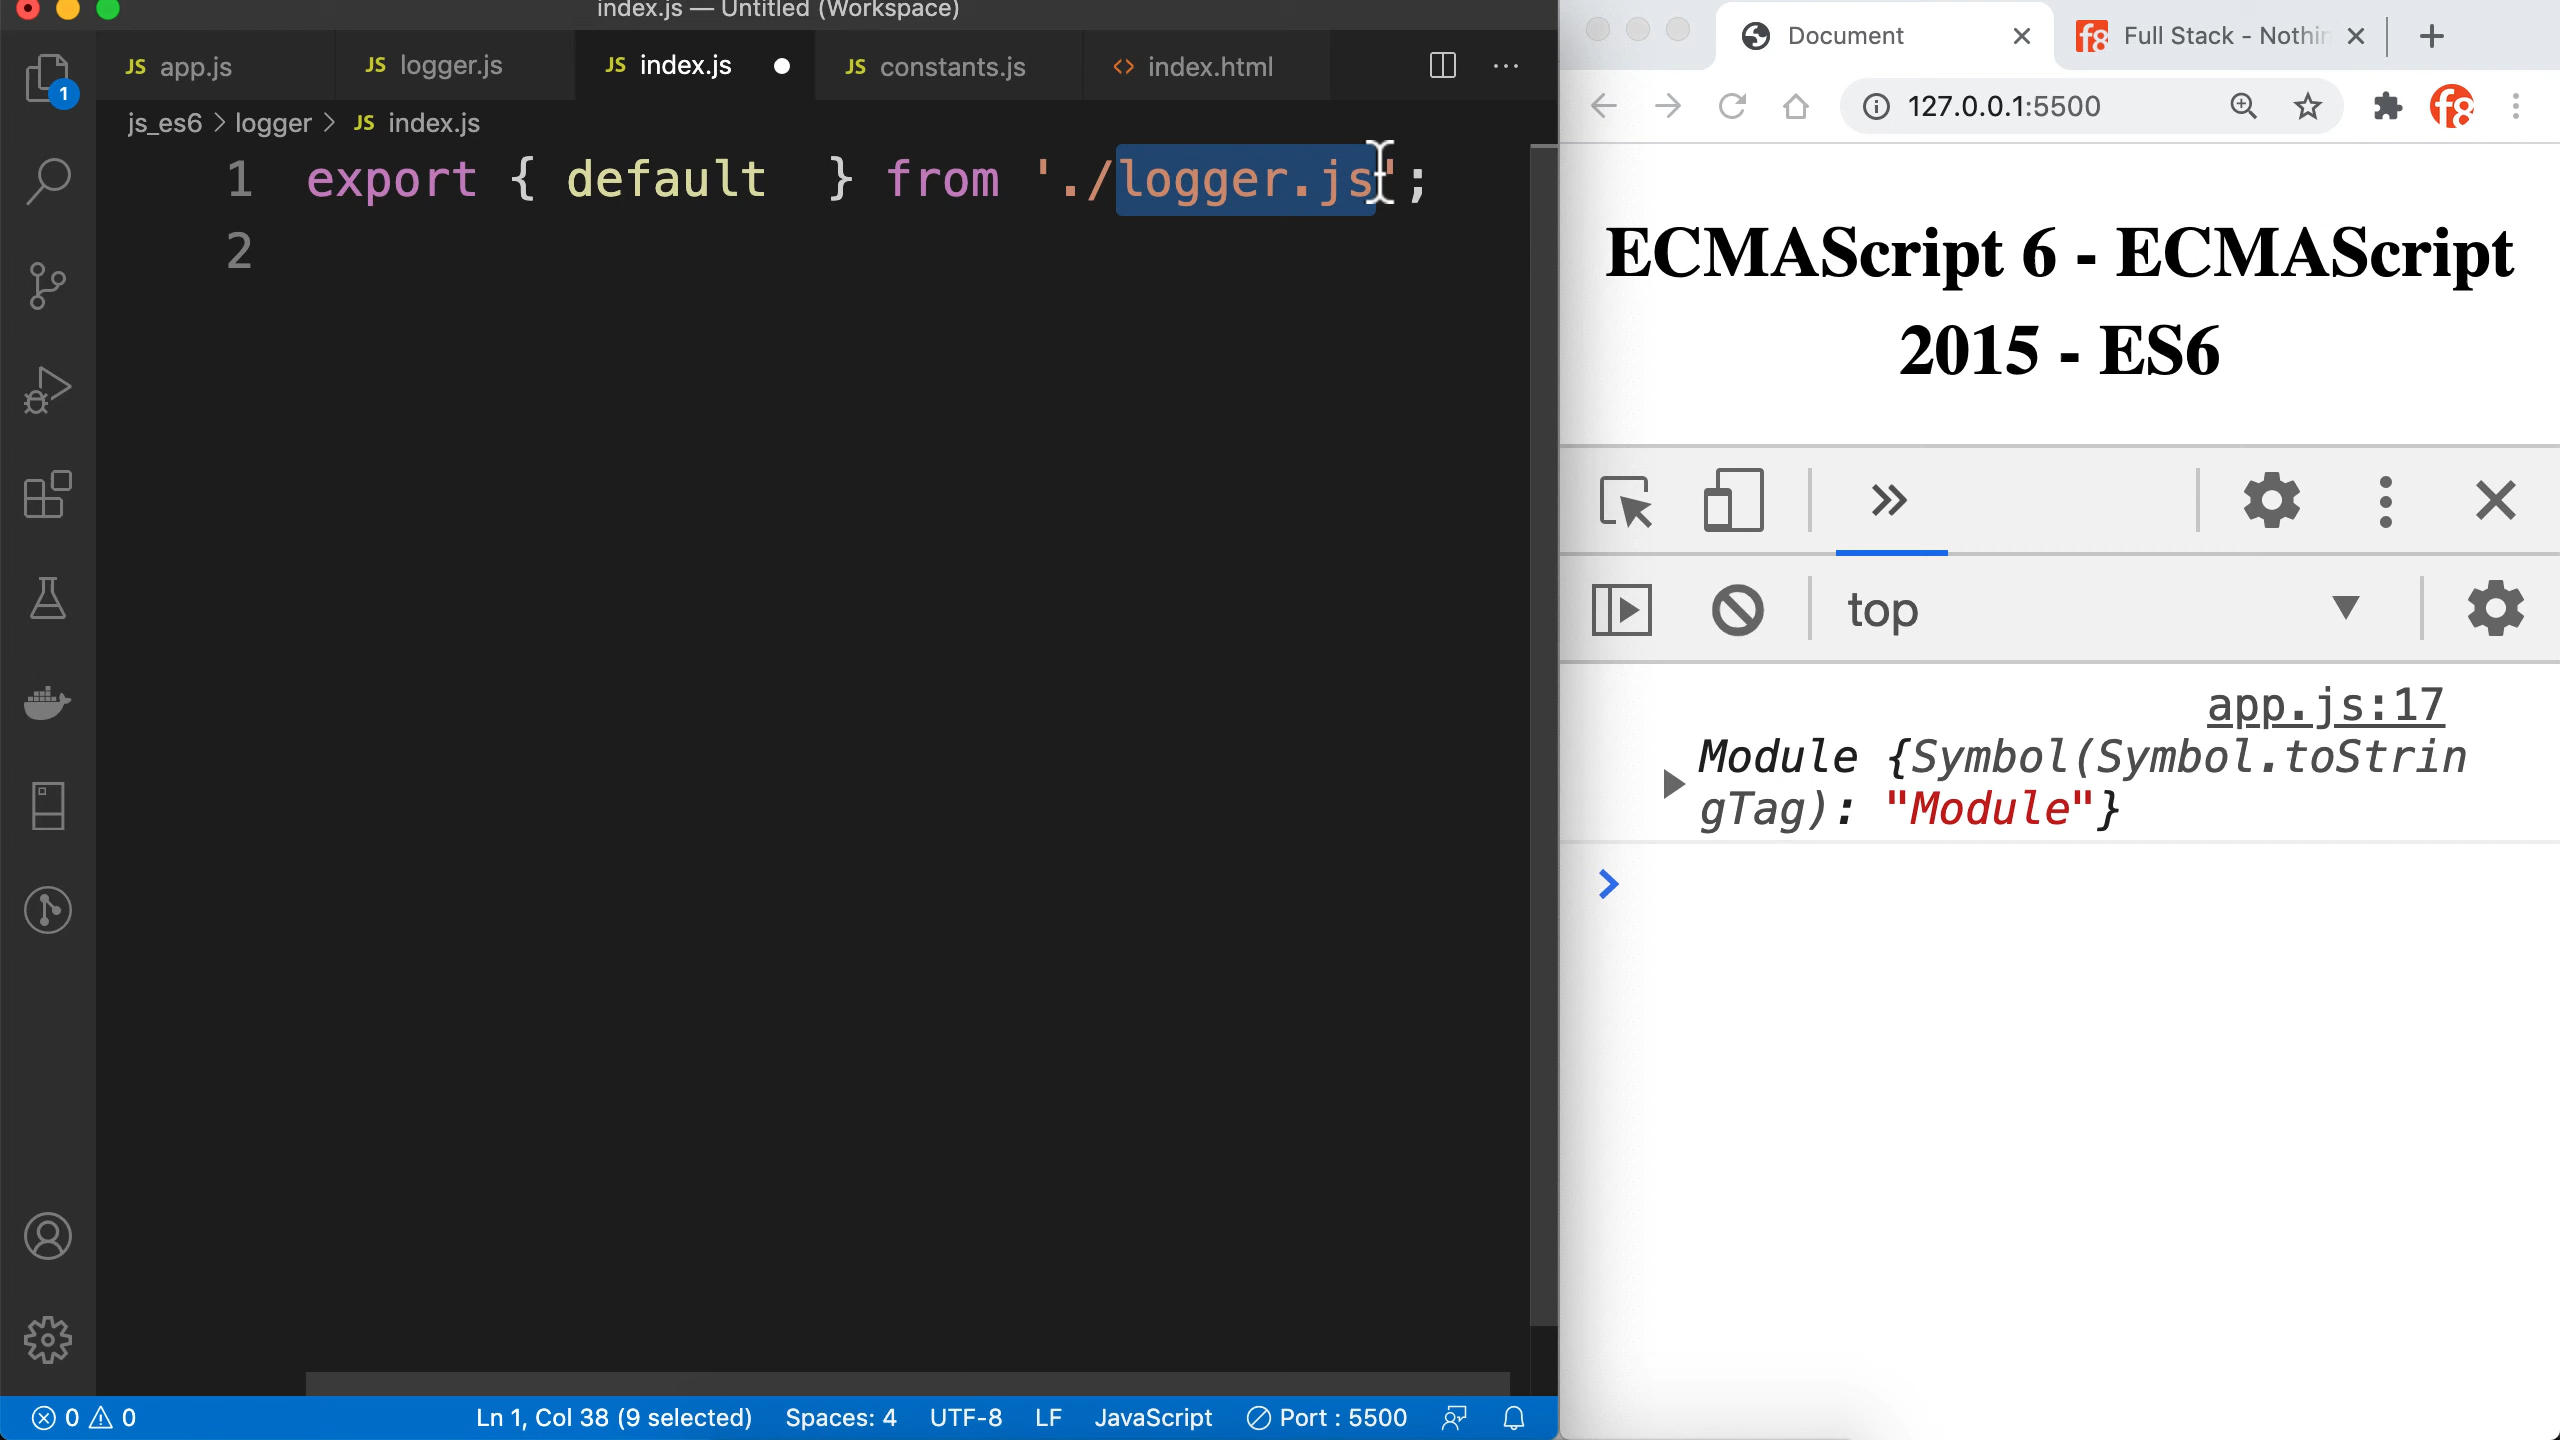 index.js — Untitled (Workspace)
JS app.js
JS logger.js
JS index.js
JS constants.js
<> index.html
js_es6 > logger > JS index.js
1 export { default  } from './logger.js';
2
1
0 0
Ln 1, Col 38 (9 selected)
Spaces: 4
UTF-8
LF
JavaScript
Port : 5500
Document
f8 Full Stack - Nothin
127.0.0.1:5500
f8
ECMAScript 6 - ECMAScript
2015 - ES6
top
app.js:17
Module {Symbol(Symbol.toStrin
gTag): "Module"}